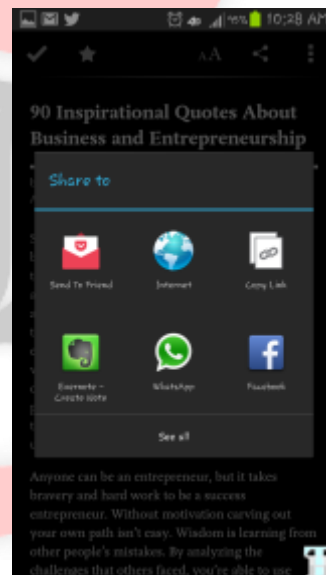 95% 10:28 AM
AA
90 Inspirational Quotes About
Business and Entrepreneurship
Share to
Send To Friend
Internet
Copy Link
Evernote -
Create Note
WhatsApp
Facebook
See all
Anyone can be an entrepreneur, but it takes
bravery and hard work to be a success
entrepreneur. Without motivation carving out
your own path isn't easy. Wisdom is learning from
other people's mistakes. By analyzing the
challenges that others faced, you're able to use